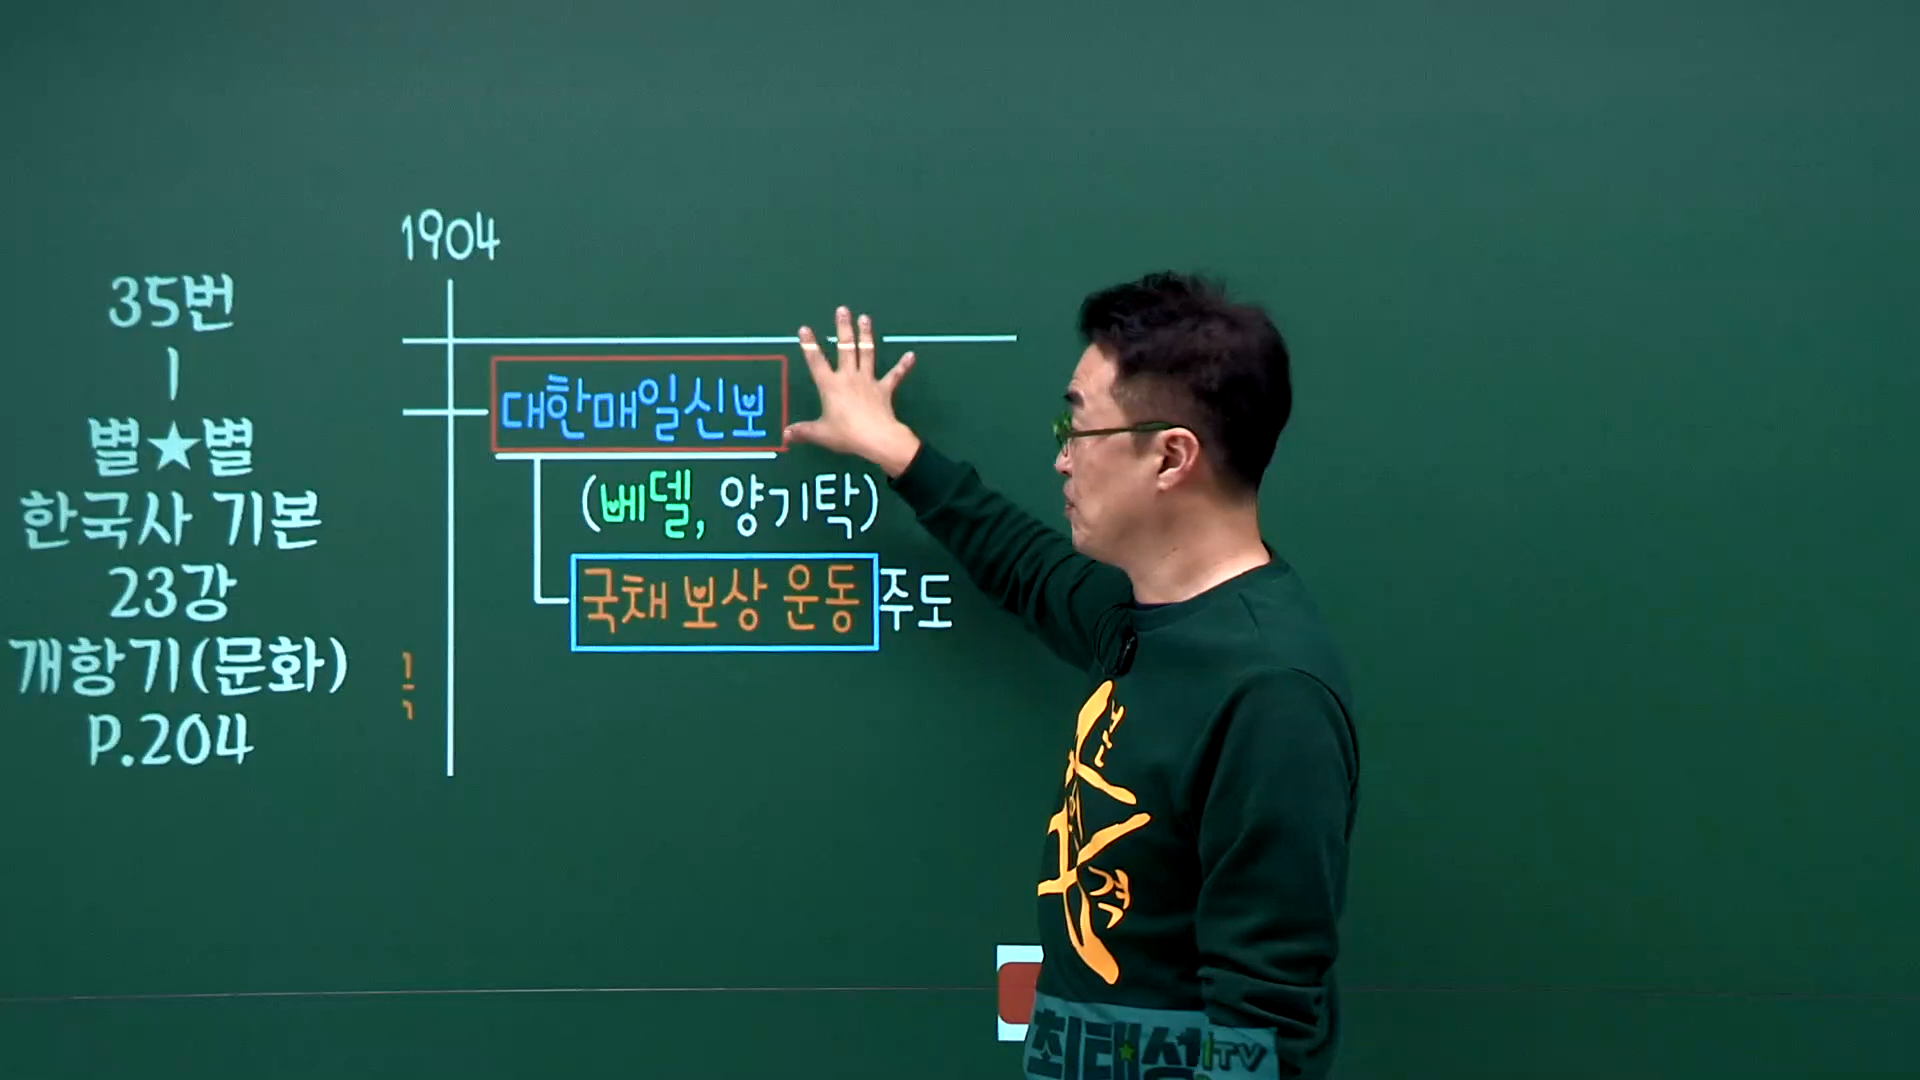 1904
35번
별★별
한국사 기본
23강
개항기(문화)
P.204
대한매일신보
(베델, 양기탁)
국채 보상 운동 주도
최태성TV